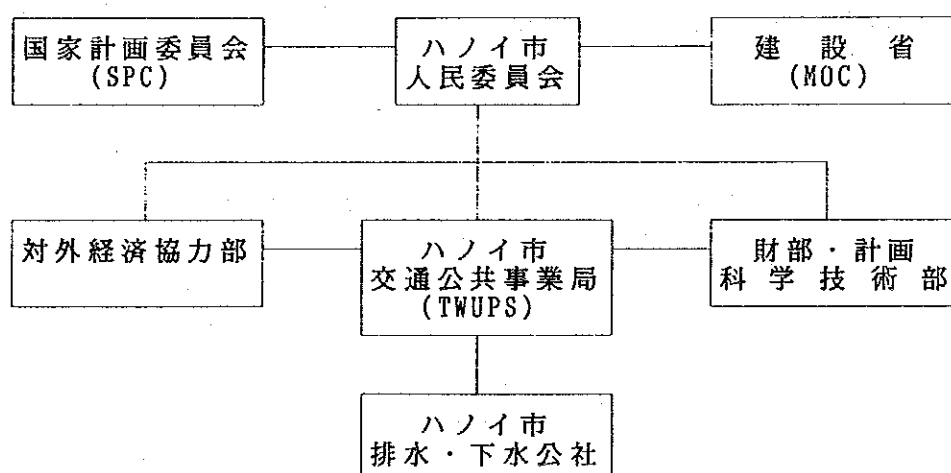 国家計画委員会
(SPC)
ハノイ市
人民委員会
建設省
(MOC)
対外経済協力部
ハノイ市
交通公共事業局
(TWUPS)
財部・計画
科学技術部
ハノイ市
排水・下水公社